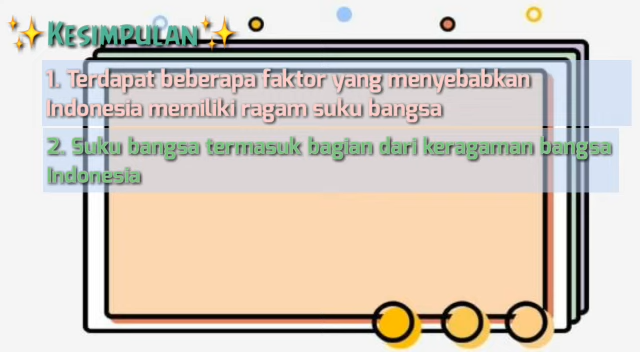 ✨KESIMPULAN✨
1. Terdapat beberapa faktor yang menyebabkan
Indonesia memiliki ragam suku bangsa
2. Suku bangsa termasuk bagian dari keragaman bangsa
Indonesia